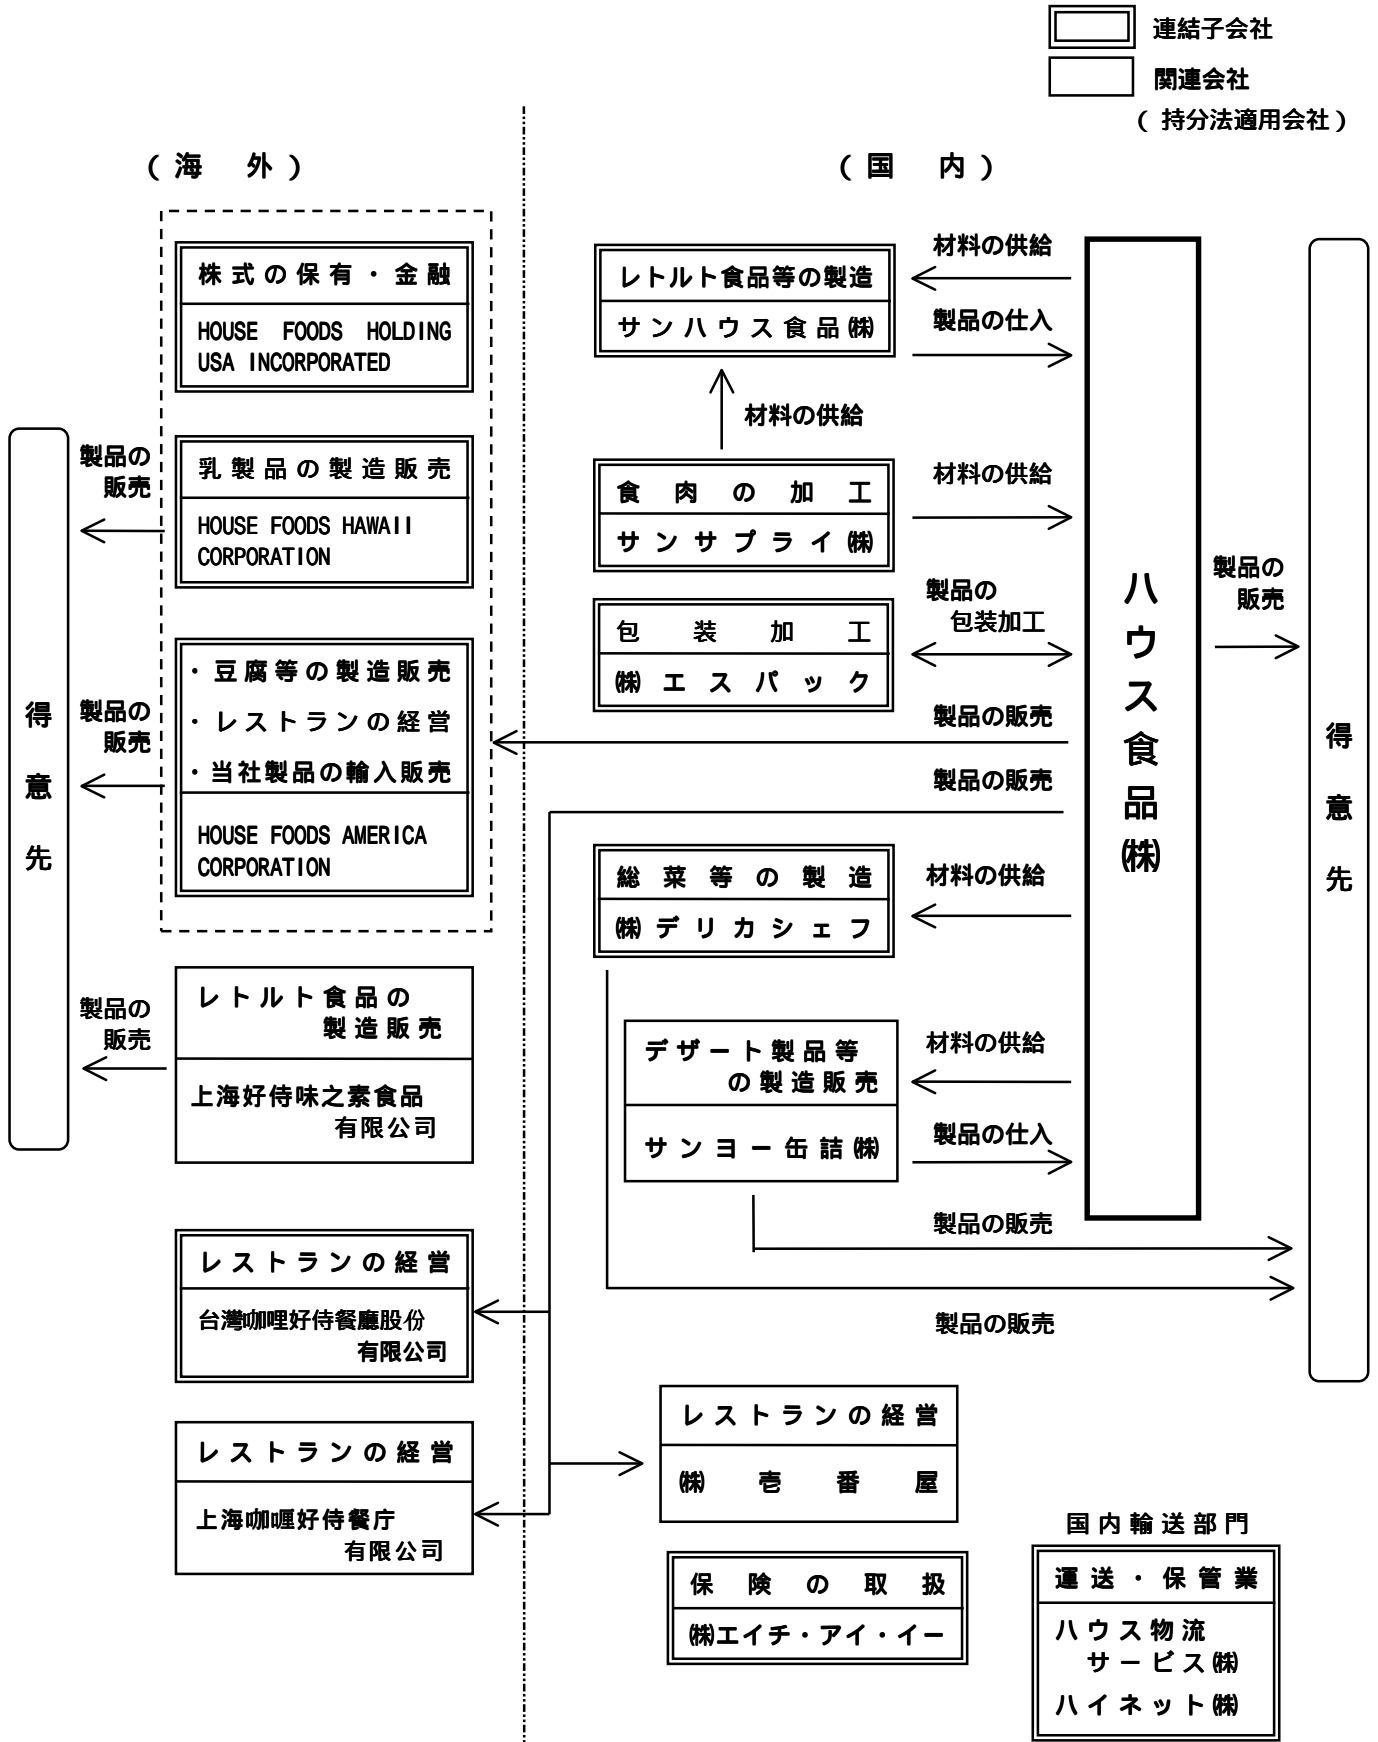 連結子会社
関連会社
( 持分法適用会社 )
( 海 外 )
( 国 内 )
株式の保有・金融
HOUSE FOODS HOLDING
USA INCORPORATED
製品の
販売
乳製品の製造販売
HOUSE FOODS HAWAII
CORPORATION
・豆腐等の製造販売
・レストランの経営
・当社製品の輸入販売
HOUSE FOODS AMERICA
CORPORATION
製品の
販売
得意先
レトルト食品の
製造販売
上海好侍味之素食品
有限公司
製品の
販売
レストランの経営
台灣咖哩好侍餐廳股份
有限公司
レストランの経営
上海咖喱好侍餐庁
有限公司
レトルト食品等の製造
サンハウス食品㈱
材料の供給
製品の仕入
材料の供給
食肉の加工
サンサプライ㈱
材料の供給
包装加工
㈱エスパック
製品の
包装加工
製品の販売
製品の販売
総菜等の製造
㈱デリカシェフ
材料の供給
デザート製品等
の製造販売
サンヨー缶詰㈱
材料の供給
製品の仕入
製品の販売
製品の販売
ハウス食品㈱
製品の
販売
得意先
レストランの経営
㈱壱番屋
保険の取扱
㈱エイチ・アイ・イー
国内輸送部門
運送・保管業
ハウス物流
サービス㈱
ハイネット㈱